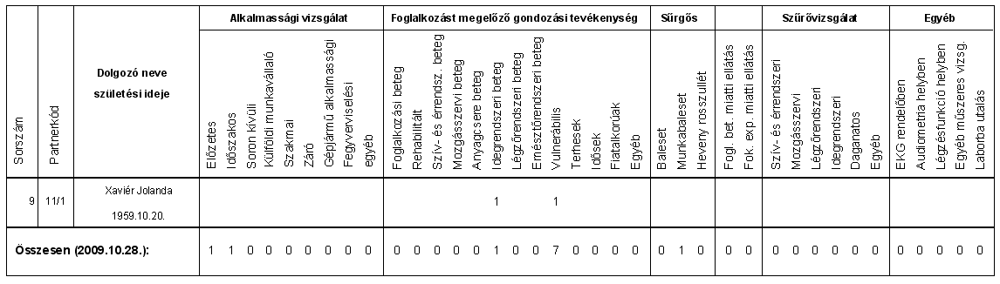 Alkalmassági vizsgálat Foglalkozást megelőző gondozási tevékenység Sürgős Szűrővizsgálat Egyéb
Sorszám
Partnerkód
Dolgozó neve
születési ideje
Előzetes
Időszakos
Soron kívüli
Külföldi munkavállaló
Szakmai
Záró
Gépjármű alkalmassági
Fegyverviselési
egyéb
Foglalkozási beteg
Rehabilitált
Szív- és érrendsz. beteg
Mozgásszervi beteg
Anyagcsere beteg
Idegrendszeri beteg
Légzőrendszeri beteg
Emésztőrendszeri beteg
Vulnerábilis
Terhesek
Idősek
Fiatalkorúak
Egyéb
Baleset
Munkabaleset
Heveny rosszullét
Fogl. bet. miatti ellátás
Fok. exp. miatti ellátás
Szív- és érrendszeri
Mozgásszervi
Légzőrendszeri
Idegrendszeri
Daganatos
Egyéb
EKG rendelőben
Audiometria helyben
Légzésfunkció helyben
Egyéb műszeres vizsg.
Laborba utalás
Xaviér Jolanda
9 11/1 1 1
1959.10.20.
Összesen (2009.10.28.): 1 1 0 0 0 0 0 0 0 0 0 0 0 0 1 0 0 7 0 0 0 0 0 1 0 0 0 0 0 0 0 0 0 0 0 0 0 0